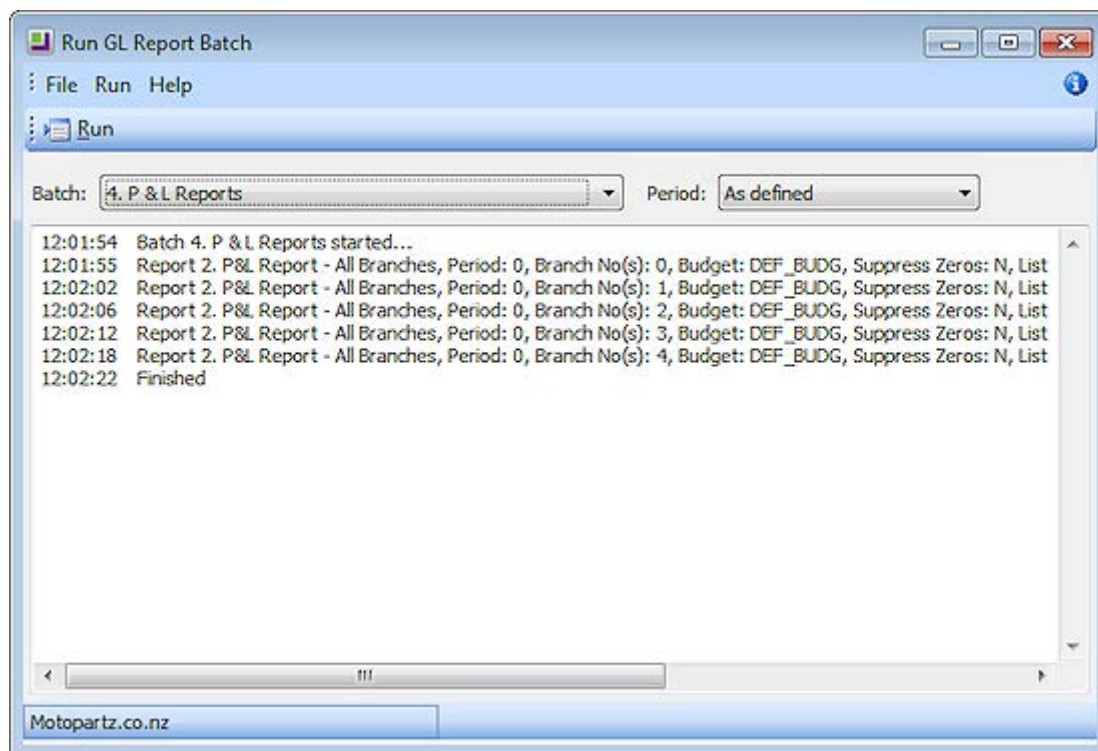 Run GL Report Batch
File Run Help
Run
Batch: 4. P & L Reports Period: As defined
12:01:54 Batch 4. P & L Reports started...
12:01:55 Report 2. P&L Report - All Branches, Period: 0, Branch No(s): 0, Budget: DEF_BUDG, Suppress Zeros: N, List
12:02:02 Report 2. P&L Report - All Branches, Period: 0, Branch No(s): 1, Budget: DEF_BUDG, Suppress Zeros: N, List
12:02:06 Report 2. P&L Report - All Branches, Period: 0, Branch No(s): 2, Budget: DEF_BUDG, Suppress Zeros: N, List
12:02:12 Report 2. P&L Report - All Branches, Period: 0, Branch No(s): 3, Budget: DEF_BUDG, Suppress Zeros: N, List
12:02:18 Report 2. P&L Report - All Branches, Period: 0, Branch No(s): 4, Budget: DEF_BUDG, Suppress Zeros: N, List
12:02:22 Finished
Motopartz.co.nz